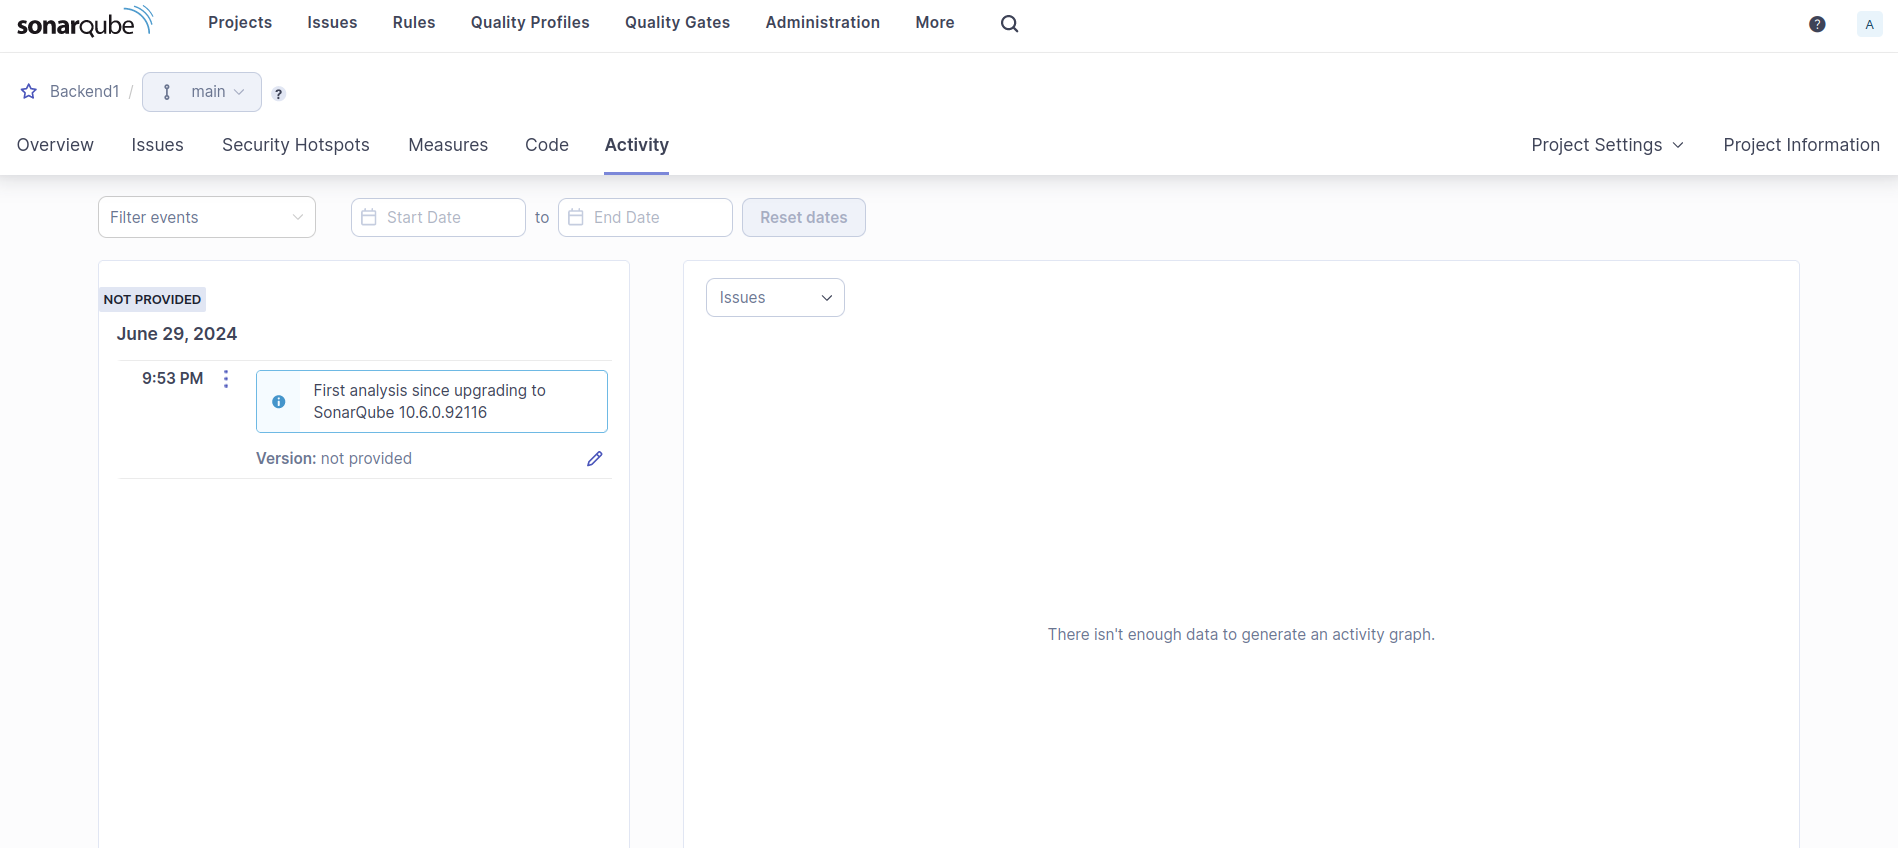 sonarqube Projects Issues Rules Quality Profiles Quality Gates Administration More ? A
Backend1 / main ?
Overview Issues Security Hotspots Measures Code Activity Project Settings Project Information
Filter events Start Date to End Date Reset dates
NOT PROVIDED
Issues
June 29, 2024
9:53 PM
First analysis since upgrading to
SonarQube 10.6.0.92116
Version: not provided
There isn't enough data to generate an activity graph.